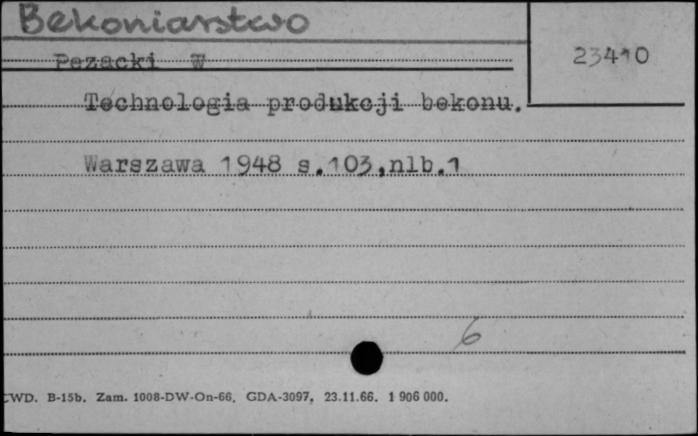 Bekoniarstwo
23410
Pezacki W
Technologia produkcji bekonu.
Warszawa 1948 s.103,nlb.1
6
CWD. B-15b. Zam. 1008-DW-On-66. GDA-3097. 23.11.66. 1 906 000.